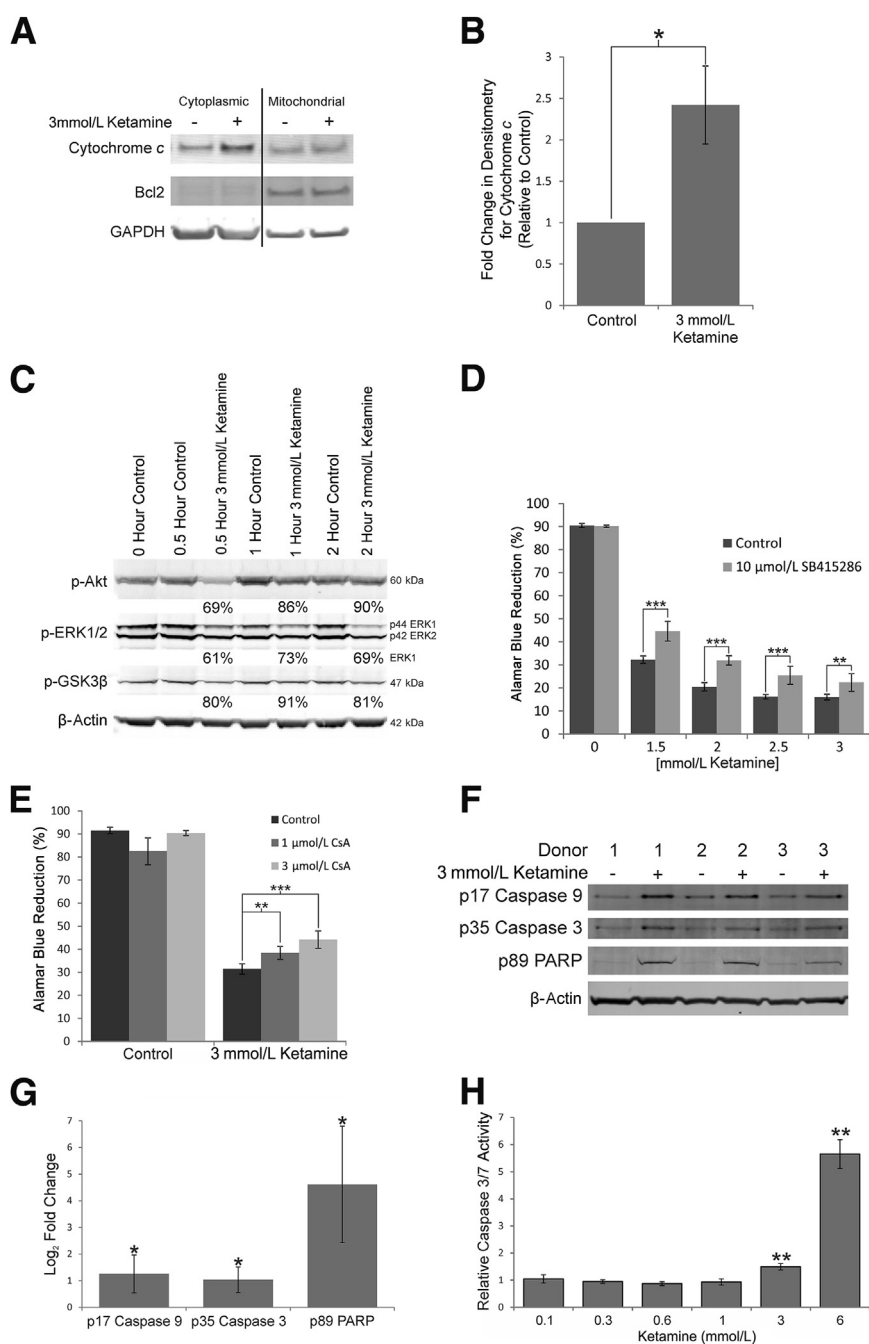 A
Cytoplasmic Mitochondrial
3mmol/L Ketamine - + - +
Cytochrome c
Bcl2
GAPDH
B
*
Fold Change in Densitometry
for Cytochrome c
(Relative to Control)
3
2.5
2
1.5
1
0.5
0
Control
3 mmol/L
Ketamine
C
0 Hour Control
0.5 Hour Control
0.5 Hour 3 mmol/L Ketamine
1 Hour Control
1 Hour 3 mmol/L Ketamine
2 Hour Control
2 Hour 3 mmol/L Ketamine
p-Akt 60 kDa
69% 86% 90%
p-ERK1/2 p44 ERK1
p42 ERK2
61% 73% 69% ERK1
p-GSK3β 47 kDa
80% 91% 81%
β-Actin 42 kDa
D
Alamar Blue Reduction (%)
100
90
80
70
60
50
40
30
20
10
0
Control
10 µmol/L SB415286
*** *** *** **
0 1.5 2 2.5 3
[mmol/L Ketamine]
E
Alamar Blue Reduction (%)
100
90
80
70
60
50
40
30
20
10
0
Control
1 µmol/L CsA
3 µmol/L CsA
***
**
Control 3 mmol/L Ketamine
F
Donor 1 1 2 2 3 3
3 mmol/L Ketamine - + - + - +
p17 Caspase 9
p35 Caspase 3
p89 PARP
β-Actin
G
Log2 Fold Change
7
6
5
4
3
2
1
0
* * *
p17 Caspase 9 p35 Caspase 3 p89 PARP
H
Relative Caspase 3/7 Activity
7
6
5
4
3
2
1
0
** **
0.1 0.3 0.6 1 3 6
Ketamine (mmol/L)